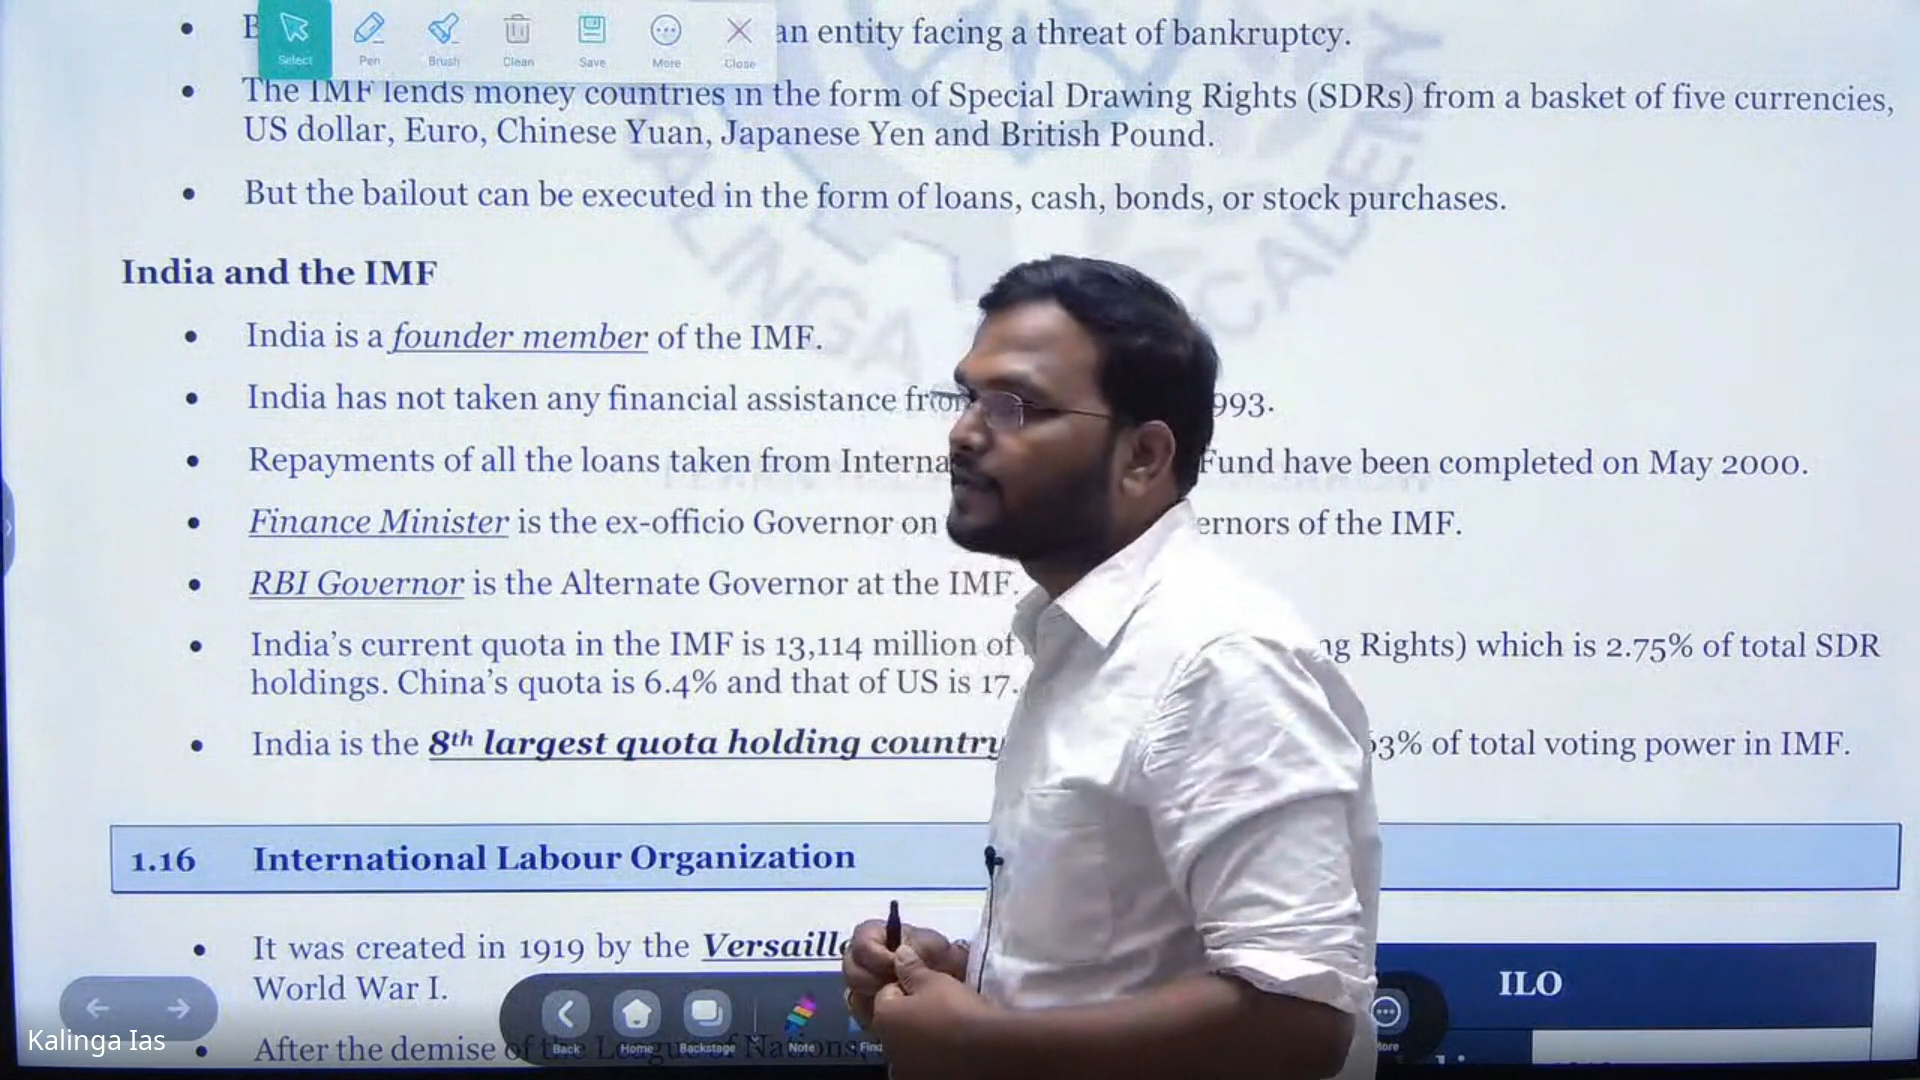 Select Pen Brush Clean Save More Close
an entity facing a threat of bankruptcy.
The IMF lends money countries in the form of Special Drawing Rights (SDRs) from a basket of five currencies,
US dollar, Euro, Chinese Yuan, Japanese Yen and British Pound.
But the bailout can be executed in the form of loans, cash, bonds, or stock purchases.
India and the IMF
India is a founder member of the IMF.
India has not taken any financial assistance 993.
Repayments of all the loans taken from Interna Fund have been completed on May 2000.
Finance Minister is the ex-officio Governor on ernors of the IMF.
RBI Governor is the Alternate Governor at the IMF.
India's current quota in the IMF is 13,114 million of ng Rights) which is 2.75% of total SDR
holdings. China's quota is 6.4% and that of US is 17.
India is the 8th largest quota holding country 3% of total voting power in IMF.
1.16 International Labour Organization
It was created in 1919 by the
World War I.
ILO
After the demise of the League of Nations,
Back Home Backstage Note Find
Kalinga Ias
KALINGA ACADEMY